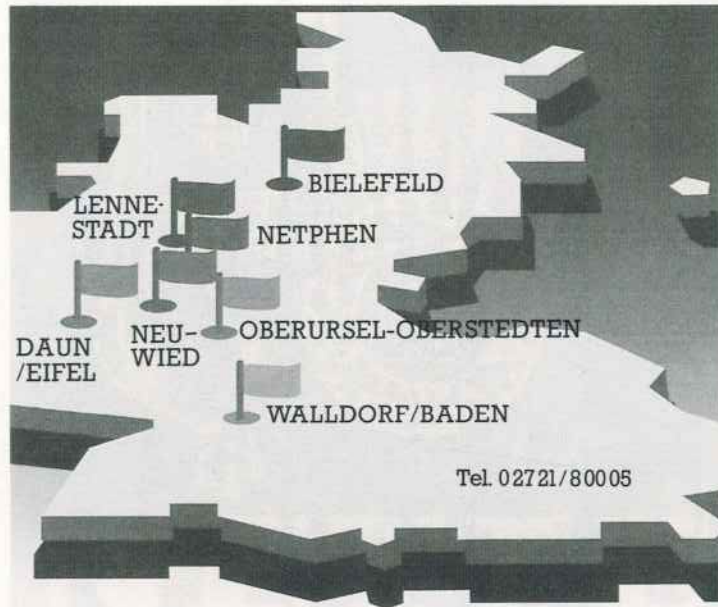 BIELEFELD
LENNE-
STADT
NETPHEN
DAUN
/EIFEL
NEU-
WIED
OBERURSEL-OBERSTEDTEN
WALLDORF/BADEN
Tel. 02721/80005